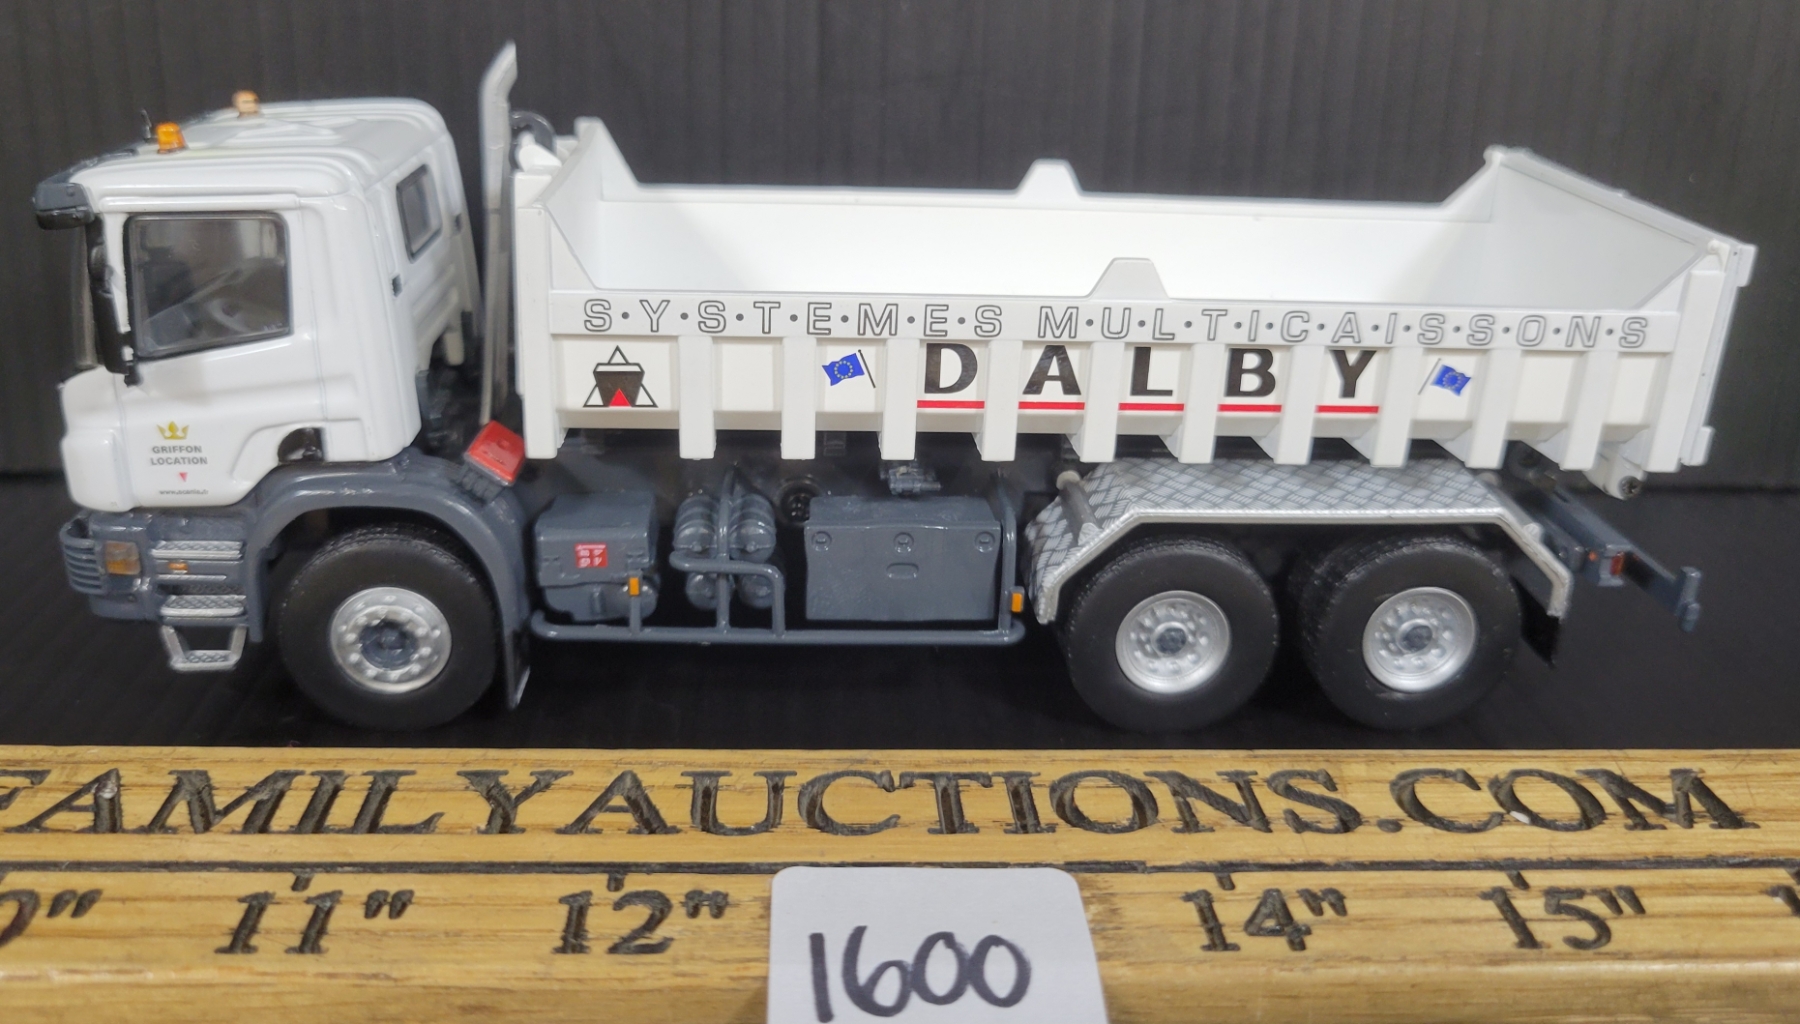 S·Y·S·T·E·M·E·S M·U·L·T·I·C·A·I·S·S·O·N·S
DALBY
GRIFFON
LOCATION
FAMILYAUCTIONS.COM
11" 12" 14" 15"
1600